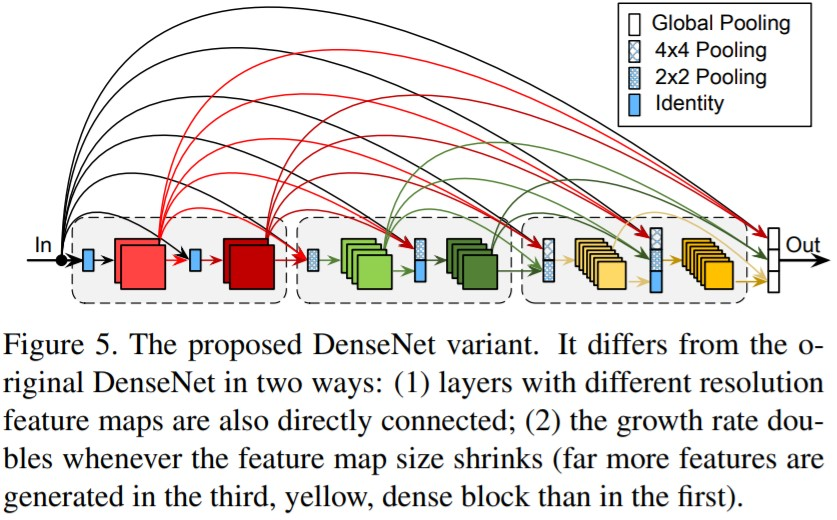 Global Pooling
4x4 Pooling
2x2 Pooling
Identity
In
Out
Figure 5. The proposed DenseNet variant. It differs from the o-
riginal DenseNet in two ways: (1) layers with different resolution
feature maps are also directly connected; (2) the growth rate dou-
bles whenever the feature map size shrinks (far more features are
generated in the third, yellow, dense block than in the first).